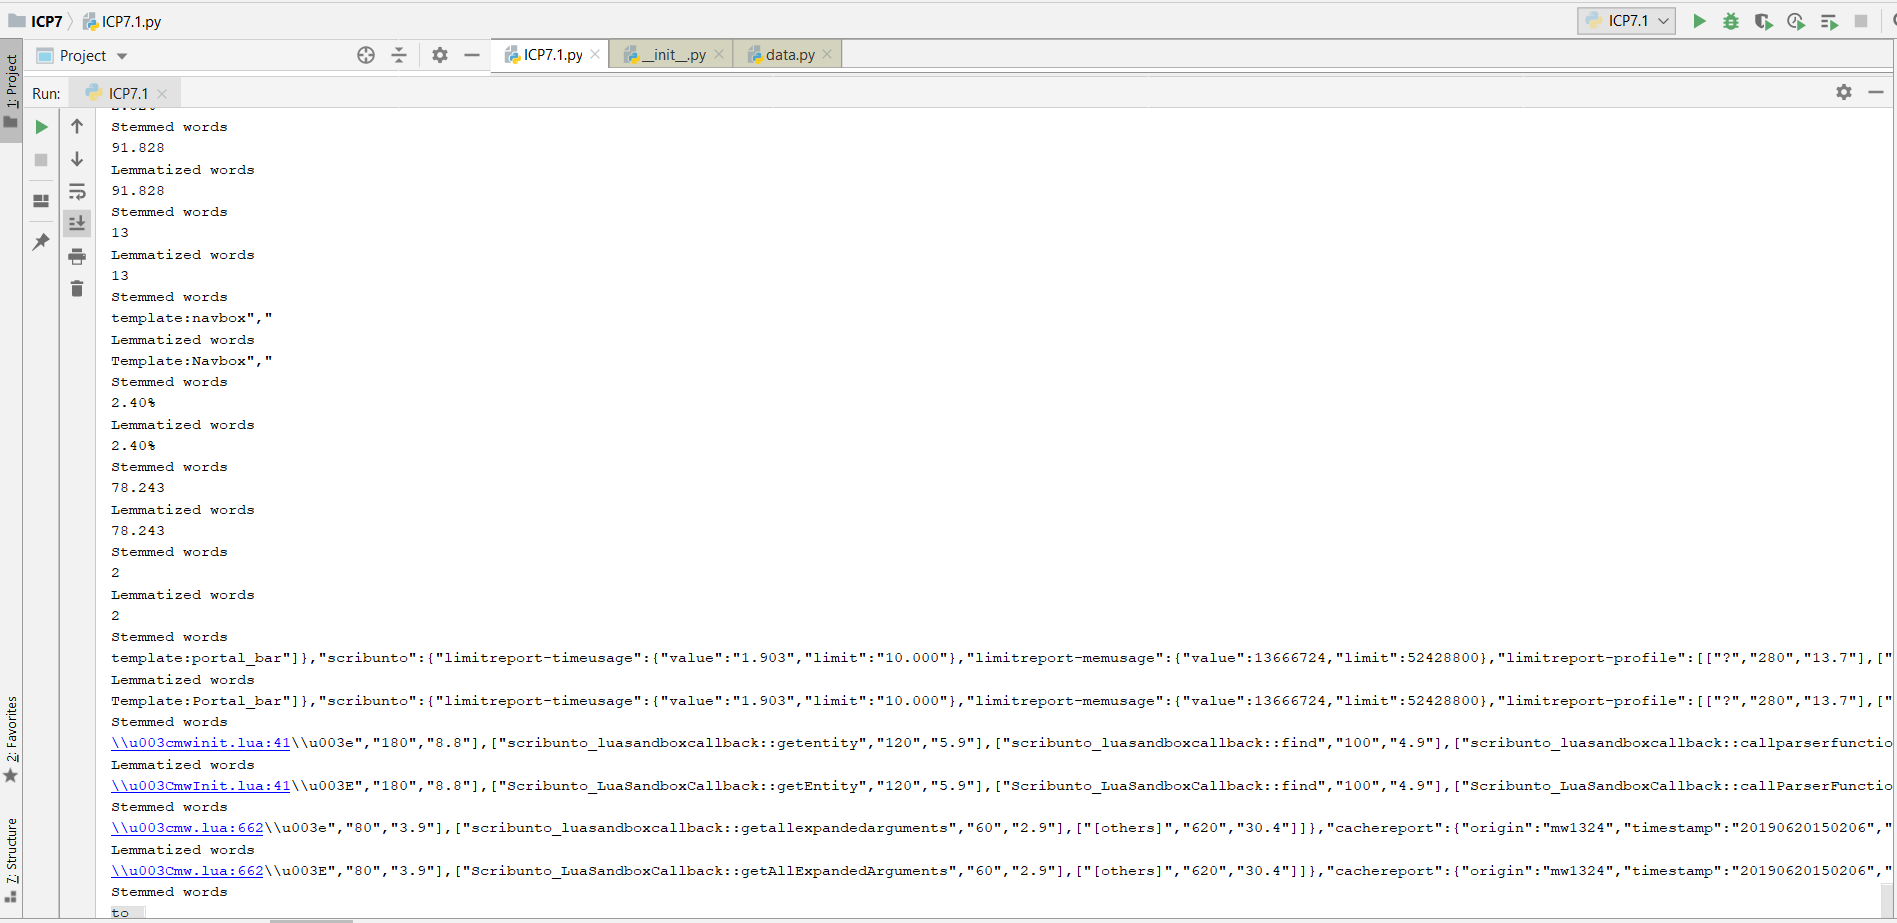 ICP7 ICP7.1.py ICP7.1
1: Project
Project ICP7.1.py __init__.py data.py
Run: ICP7.1
Stemmed words
91.828
Lemmatized words
91.828
Stemmed words
13
Lemmatized words
13
Stemmed words
template:navbox","
Lemmatized words
Template:Navbox","
Stemmed words
2.40%
Lemmatized words
2.40%
Stemmed words
78.243
Lemmatized words
78.243
Stemmed words
2
Lemmatized words
2
Stemmed words
template:portal_bar"]},"scribunto":{"limitreport-timeusage":{"value":"1.903","limit":"10.000"},"limitreport-memusage":{"value":13666724,"limit":52428800},"limitreport-profile":[["?","280","13.7"],["
Lemmatized words
Template:Portal_bar"]},"scribunto":{"limitreport-timeusage":{"value":"1.903","limit":"10.000"},"limitreport-memusage":{"value":13666724,"limit":52428800},"limitreport-profile":[["?","280","13.7"],["
Stemmed words
\\u003cmwinit.lua:41\\u003e","180","8.8"],["scribunto_luasandboxcallback::getentity","120","5.9"],["scribunto_luasandboxcallback::find","100","4.9"],["scribunto_luasandboxcallback::callparserfunctio
Lemmatized words
\\u003CmwInit.lua:41\\u003E","180","8.8"],["Scribunto_LuaSandboxCallback::getEntity","120","5.9"],["Scribunto_LuaSandboxCallback::find","100","4.9"],["Scribunto_LuaSandboxCallback::callParserFunctio
Stemmed words
\\u003cmw.lua:662\\u003e","80","3.9"],["scribunto_luasandboxcallback::getallexpandedarguments","60","2.9"],["[others]","620","30.4"]]},"cachereport":{"origin":"mw1324","timestamp":"20190620150206","
Lemmatized words
\\u003Cmw.lua:662\\u003E","80","3.9"],["Scribunto_LuaSandboxCallback::getAllExpandedArguments","60","2.9"],["[others]","620","30.4"]]},"cachereport":{"origin":"mw1324","timestamp":"20190620150206","
Stemmed words
to
2: Favorites
7: Structure